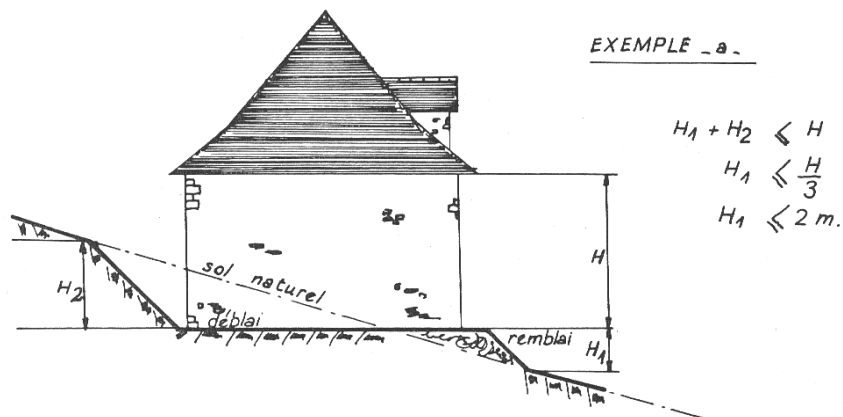 EXEMPLE _a_
H1 + H2 ⩽ H
H1 ⩽ H/3
H1 ⩽ 2 m.
sol naturel
H2
H
déblai
remblai
H1